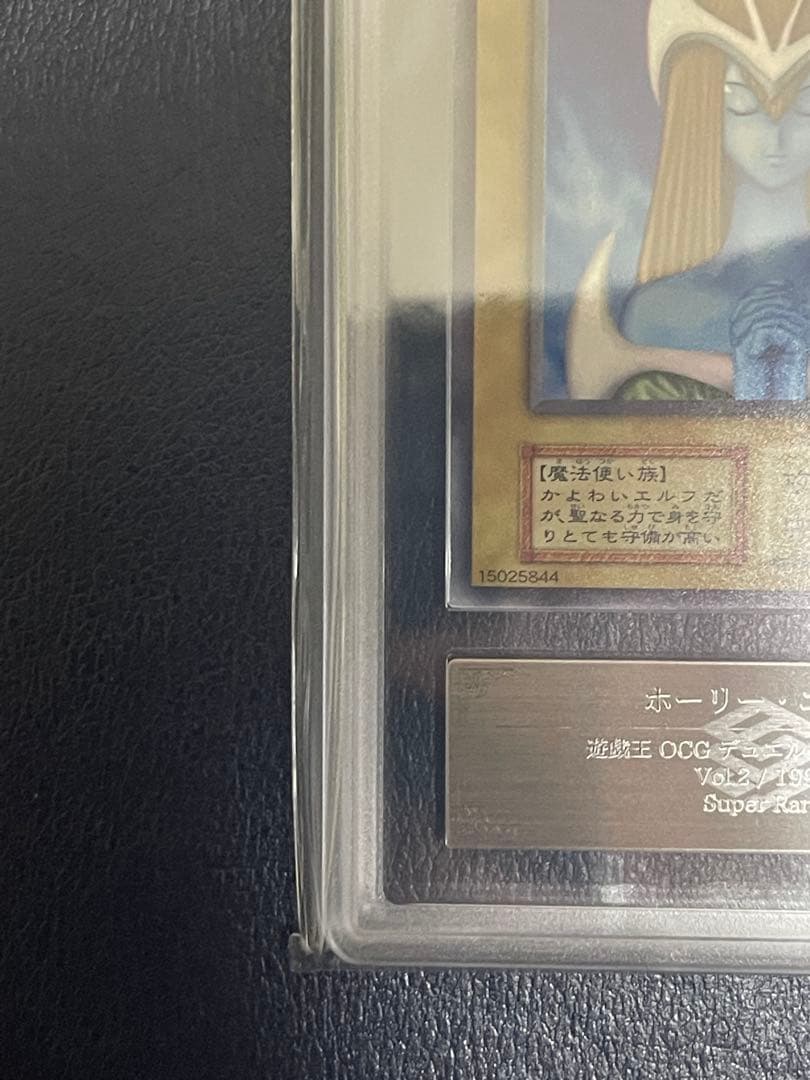 【魔法使い族】
かよわいエルフだ
が、聖なる力で身を守
りとても守備が高い
15025844
ホーリー・
遊戯王 OCG デュエル
Vol.2 / 19
Super Rar